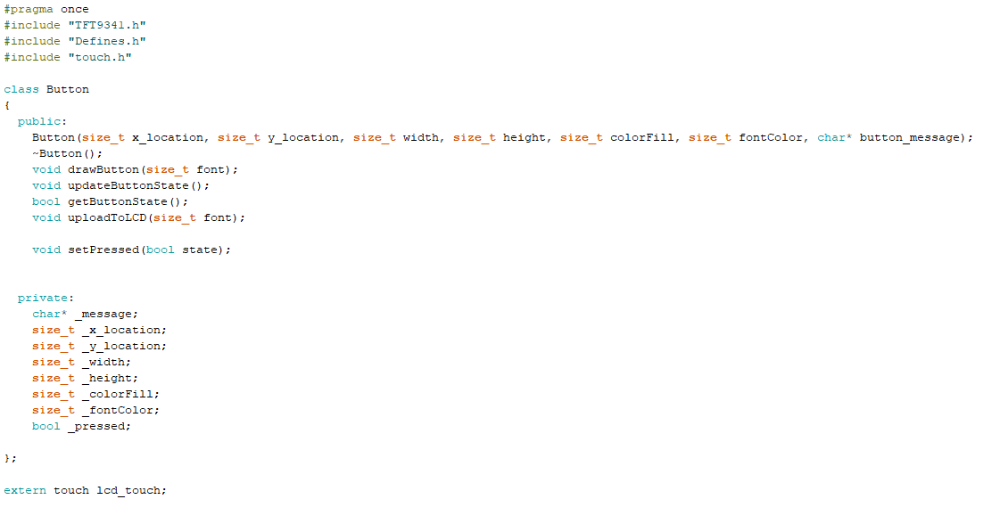 #pragma once
#include "TFT9341.h"
#include "Defines.h"
#include "touch.h"
class Button
{
public:
Button(size_t x_location, size_t y_location, size_t width, size_t height, size_t colorFill, size_t fontColor, char* button_message);
~Button();
void drawButton(size_t font);
void updateButtonState();
bool getButtonState();
void uploadToLCD(size_t font);
void setPressed(bool state);
private:
char* _message;
size_t _x_location;
size_t _y_location;
size_t _width;
size_t _height;
size_t _colorFill;
size_t _fontColor;
bool _pressed;
};
extern touch lcd_touch;